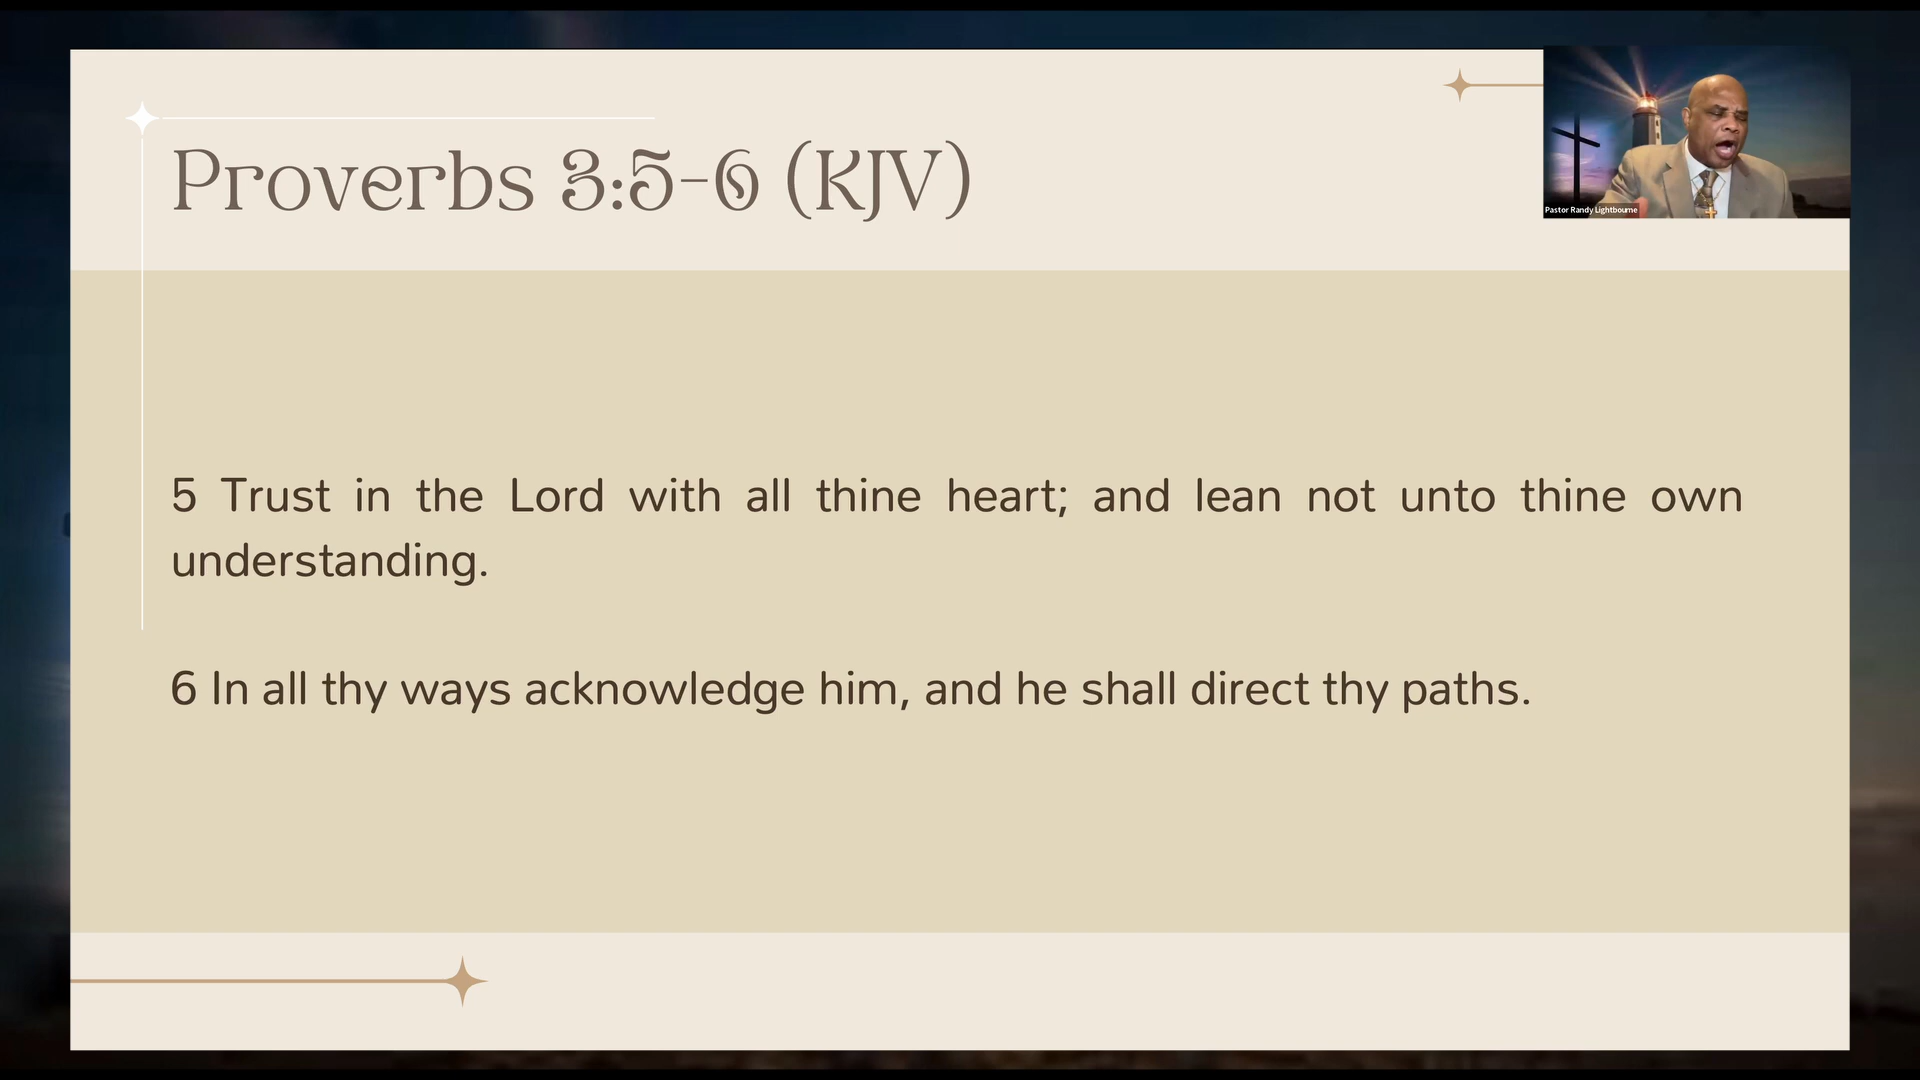 Proverbs 3:5-6 (KJV)
Pastor Randy Lightbourne
5 Trust in the Lord with all thine heart; and lean not unto thine own
understanding.
6 In all thy ways acknowledge him, and he shall direct thy paths.